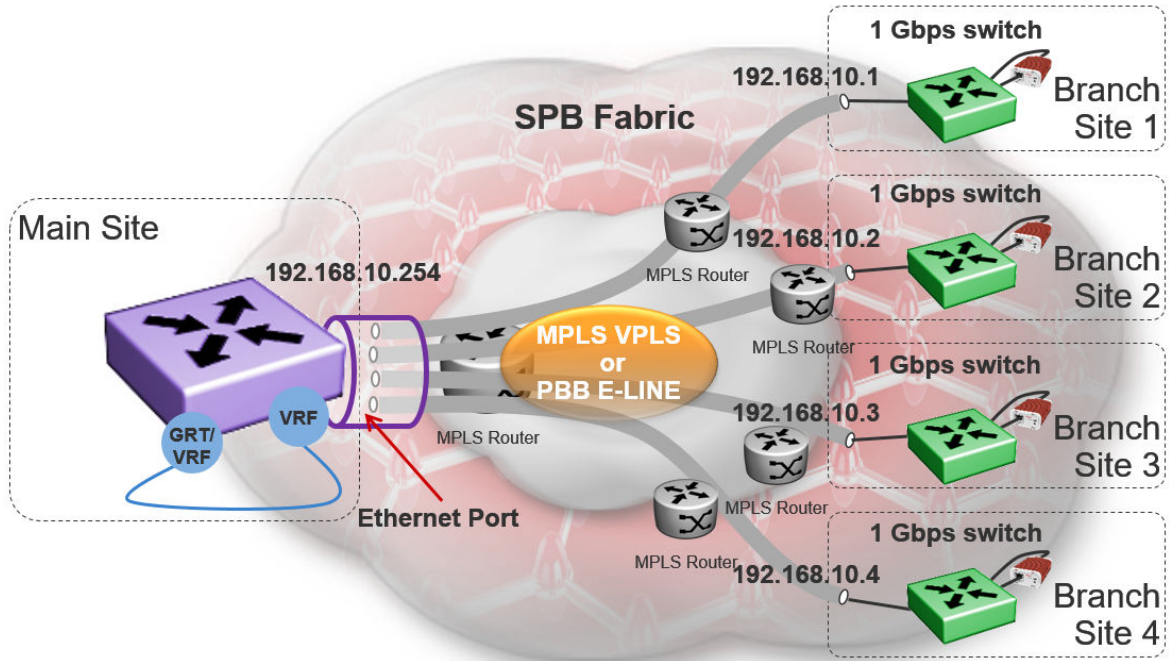 1 Gbps switch
192.168.10.1
Branch
Site 1
SPB Fabric
1 Gbps switch
Main Site
192.168.10.2
MPLS Router
Branch
Site 2
192.168.10.254
MPLS VPLS
or
PBB E-LINE
MPLS Router
1 Gbps switch
VRF
GRT/
VRF
MPLS Router
192.168.10.3
Branch
Site 3
Ethernet Port
MPLS Router
1 Gbps switch
MPLS Router
192.168.10.4
Branch
Site 4